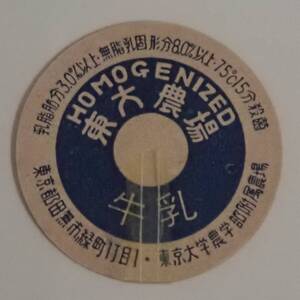 乳脂肪分3.0%以上・無脂乳固形分8.0%以上・75℃15分殺菌
HOMOGENIZED
東大農場
牛乳
東京都田無市緑町1丁目1・東京大学農学部附属農場